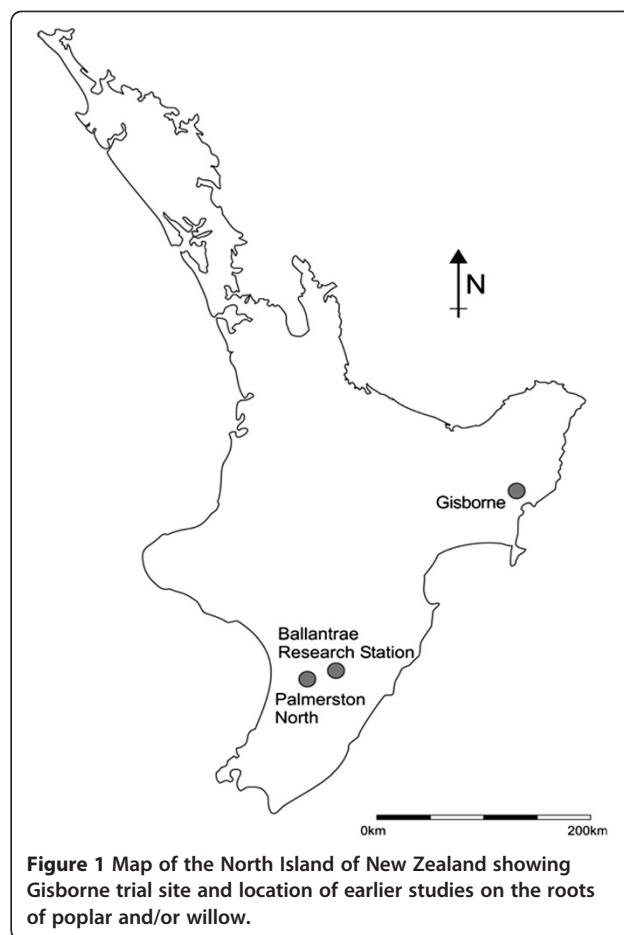 N
Gisborne
Ballantrae
Research Station
Palmerston
North
0km 200km
Figure 1 Map of the North Island of New Zealand showing
Gisborne trial site and location of earlier studies on the roots
of poplar and/or willow.